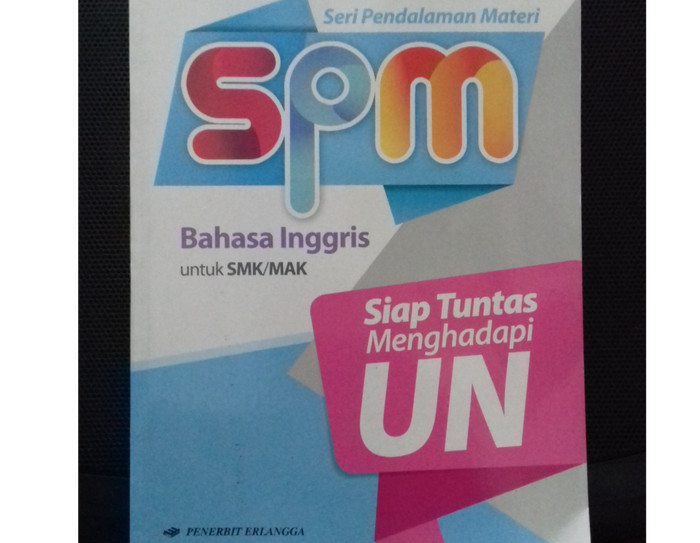 Seri Pendalaman Materi
spm
Bahasa Inggris
untuk SMK/MAK
Siap Tuntas
Menghadapi
UN
PENERBIT ERLANGGA